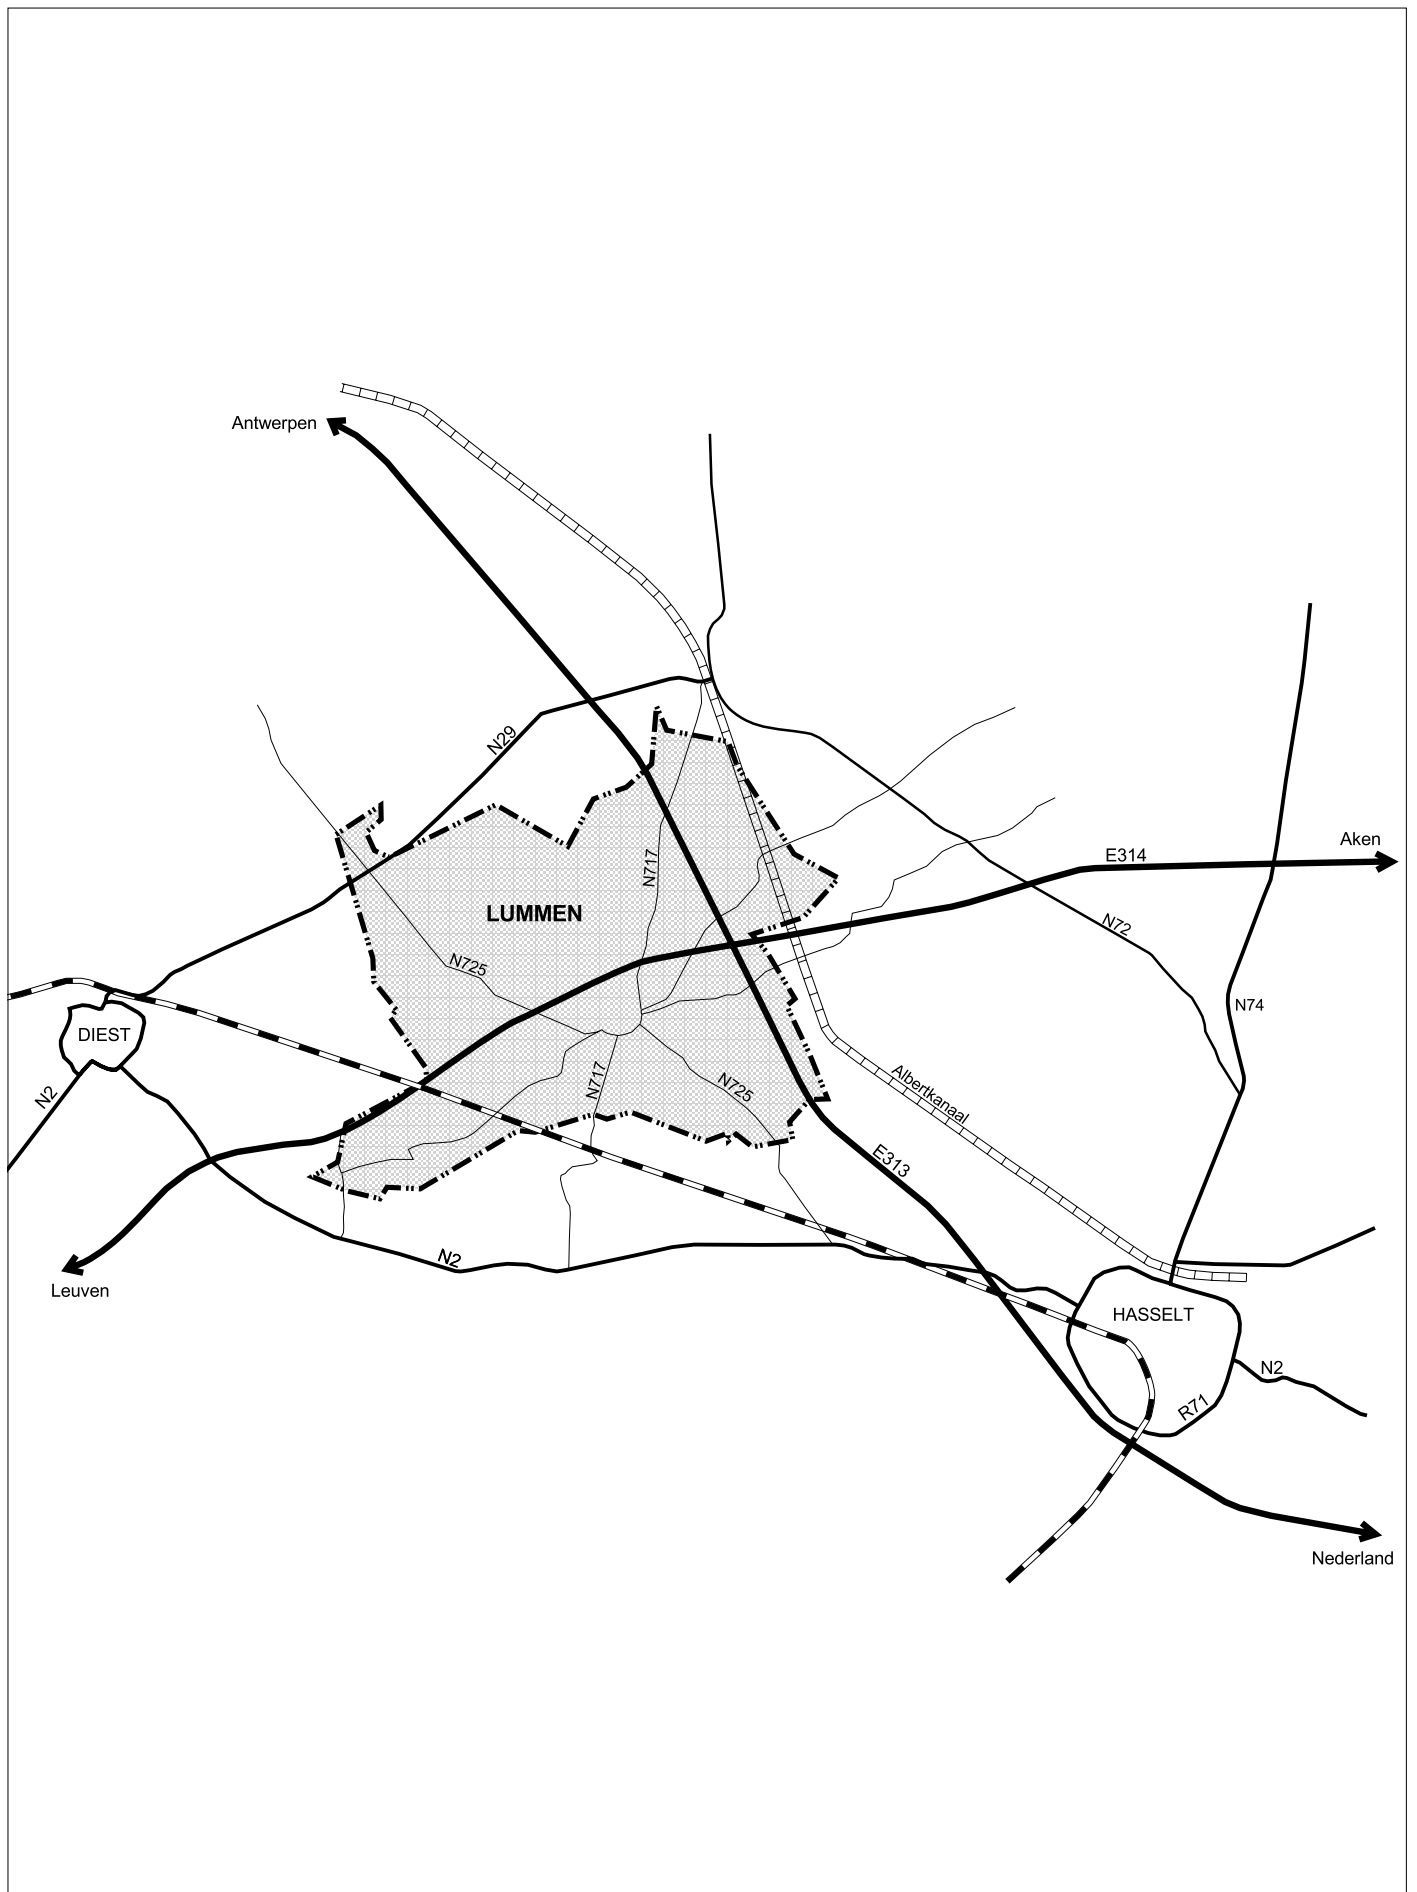 Antwerpen
N29
Aken
E314
N717
LUMMEN
N72
N725
N74
DIEST
N717
N725
N2
Albertkanaal
E313
N2
Leuven
HASSELT
N2
R71
Nederland